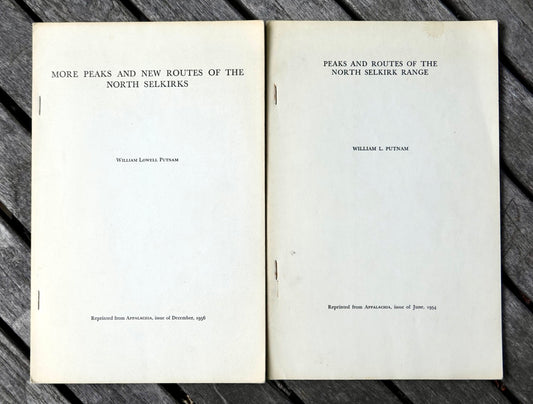 MORE PEAKS AND NEW ROUTES OF THE
NORTH SELKIRKS
William Lowell Putnam
Reprinted from Appalachia, issue of December, 1956
PEAKS AND ROUTES OF THE
NORTH SELKIRK RANGE
WILLIAM L. PUTNAM
Reprinted from Appalachia, issue of June, 1954